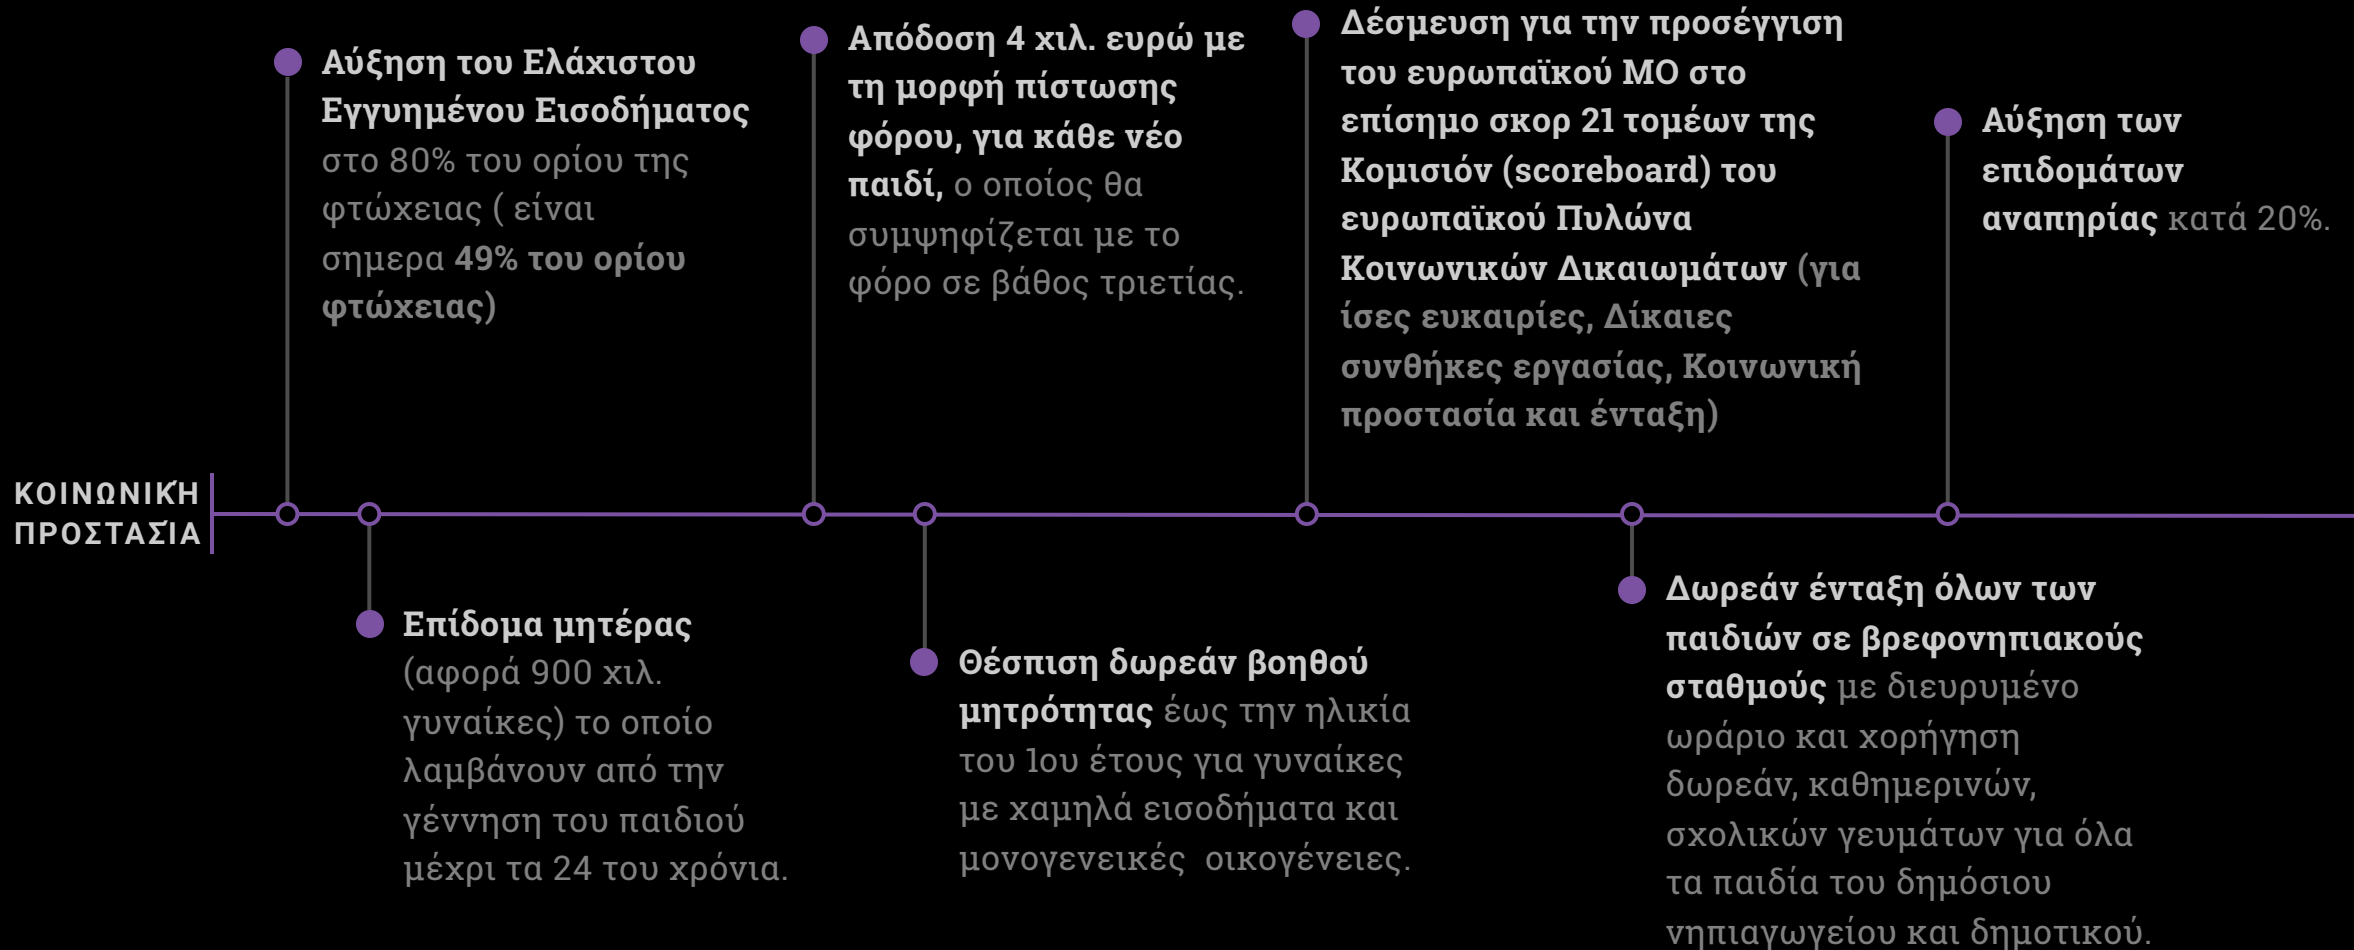 ΚΟΙΝΩΝΙΚΉ
ΠΡΟΣΤΑΣΊΑ
Αύξηση του Ελάχιστου
Εγγυημένου Εισοδήματος
στο 80% του ορίου της
φτώχειας ( είναι
σημερα 49% του ορίου
φτώχειας)
Επίδομα μητέρας
(αφορά 900 χιλ.
γυναίκες) το οποίο
λαμβάνουν από την
γέννηση του παιδιού
μέχρι τα 24 του χρόνια.
Απόδοση 4 χιλ. ευρώ με
τη μορφή πίστωσης
φόρου, για κάθε νέο
παιδί, ο οποίος θα
συμψηφίζεται με το
φόρο σε βάθος τριετίας.
Θέσπιση δωρεάν βοηθού
μητρότητας έως την ηλικία
του 1ου έτους για γυναίκες
με χαμηλά εισοδήματα και
μονογενεικές  οικογένειες.
Δέσμευση για την προσέγγιση
του ευρωπαϊκού ΜΟ στο
επίσημο σκορ 21 τομέων της
Κομισιόν (scoreboard) του
ευρωπαϊκού Πυλώνα
Κοινωνικών Δικαιωμάτων (για
ίσες ευκαιρίες, Δίκαιες
συνθήκες εργασίας, Κοινωνική
προστασία και ένταξη)
Δωρεάν ένταξη όλων των
παιδιών σε βρεφονηπιακούς
σταθμούς με διευρυμένο
ωράριο και χορήγηση
δωρεάν, καθημερινών,
σχολικών γευμάτων για όλα
τα παιδία του δημόσιου
νηπιαγωγείου και δημοτικού.
Αύξηση των
επιδομάτων
αναπηρίας κατά 20%.